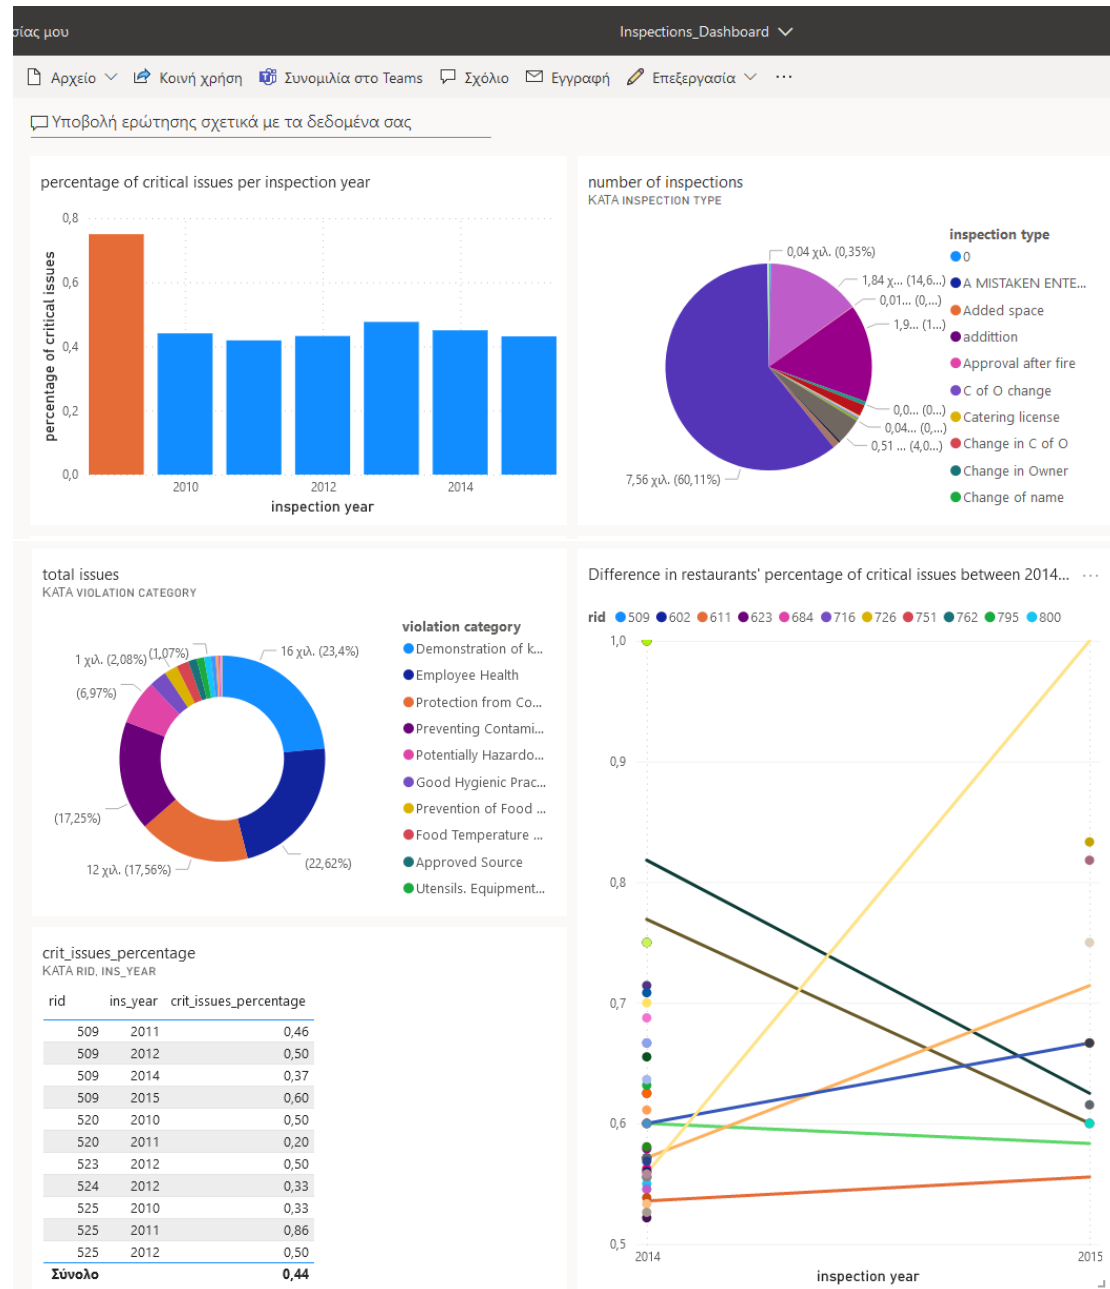 σίας μου
Inspections_Dashboard
Αρχείο Κοινή χρήση Συνομιλία στο Teams Σχόλιο Εγγραφή Επεξεργασία ...
Υποβολή ερώτησης σχετικά με τα δεδομένα σας
percentage of critical issues per inspection year
percentage of critical issues
0,8
0,6
0,4
0,2
0,0
2010 2012 2014
inspection year
number of inspections
ΚΑΤΆ INSPECTION TYPE
0,04 χιλ. (0,35%)
1,84 χ... (14,6...)
0,01... (0,...)
1,9... (1...)
0,0... (0...)
0,04... (0,...)
0,51 ... (4,0...)
7,56 χιλ. (60,11%)
inspection type
0
A MISTAKEN ENTE...
Added space
addittion
Approval after fire
C of O change
Catering license
Change in C of O
Change in Owner
Change of name
total issues
ΚΑΤΆ VIOLATION CATEGORY
1 χιλ. (2,08%)
(1,07%)
16 χιλ. (23,4%)
(6,97%)
(17,25%)
12 χιλ. (17,56%)
(22,62%)
violation category
Demonstration of k...
Employee Health
Protection from Co...
Preventing Contami...
Potentially Hazardo...
Good Hygienic Prac...
Prevention of Food ...
Food Temperature ...
Approved Source
Utensils. Equipment...
crit_issues_percentage
ΚΑΤΆ RID, INS_YEAR
rid ins_year crit_issues_percentage
509 2011 0,46
509 2012 0,50
509 2014 0,37
509 2015 0,60
520 2010 0,50
520 2011 0,20
523 2012 0,50
524 2012 0,33
525 2010 0,33
525 2011 0,86
525 2012 0,50
Σύνολο 0,44
Difference in restaurants' percentage of critical issues between 2014... ...
rid 509 602 611 623 684 716 726 751 762 795 800
1,0
0,9
0,8
0,7
0,6
0,5
2014 2015
inspection year